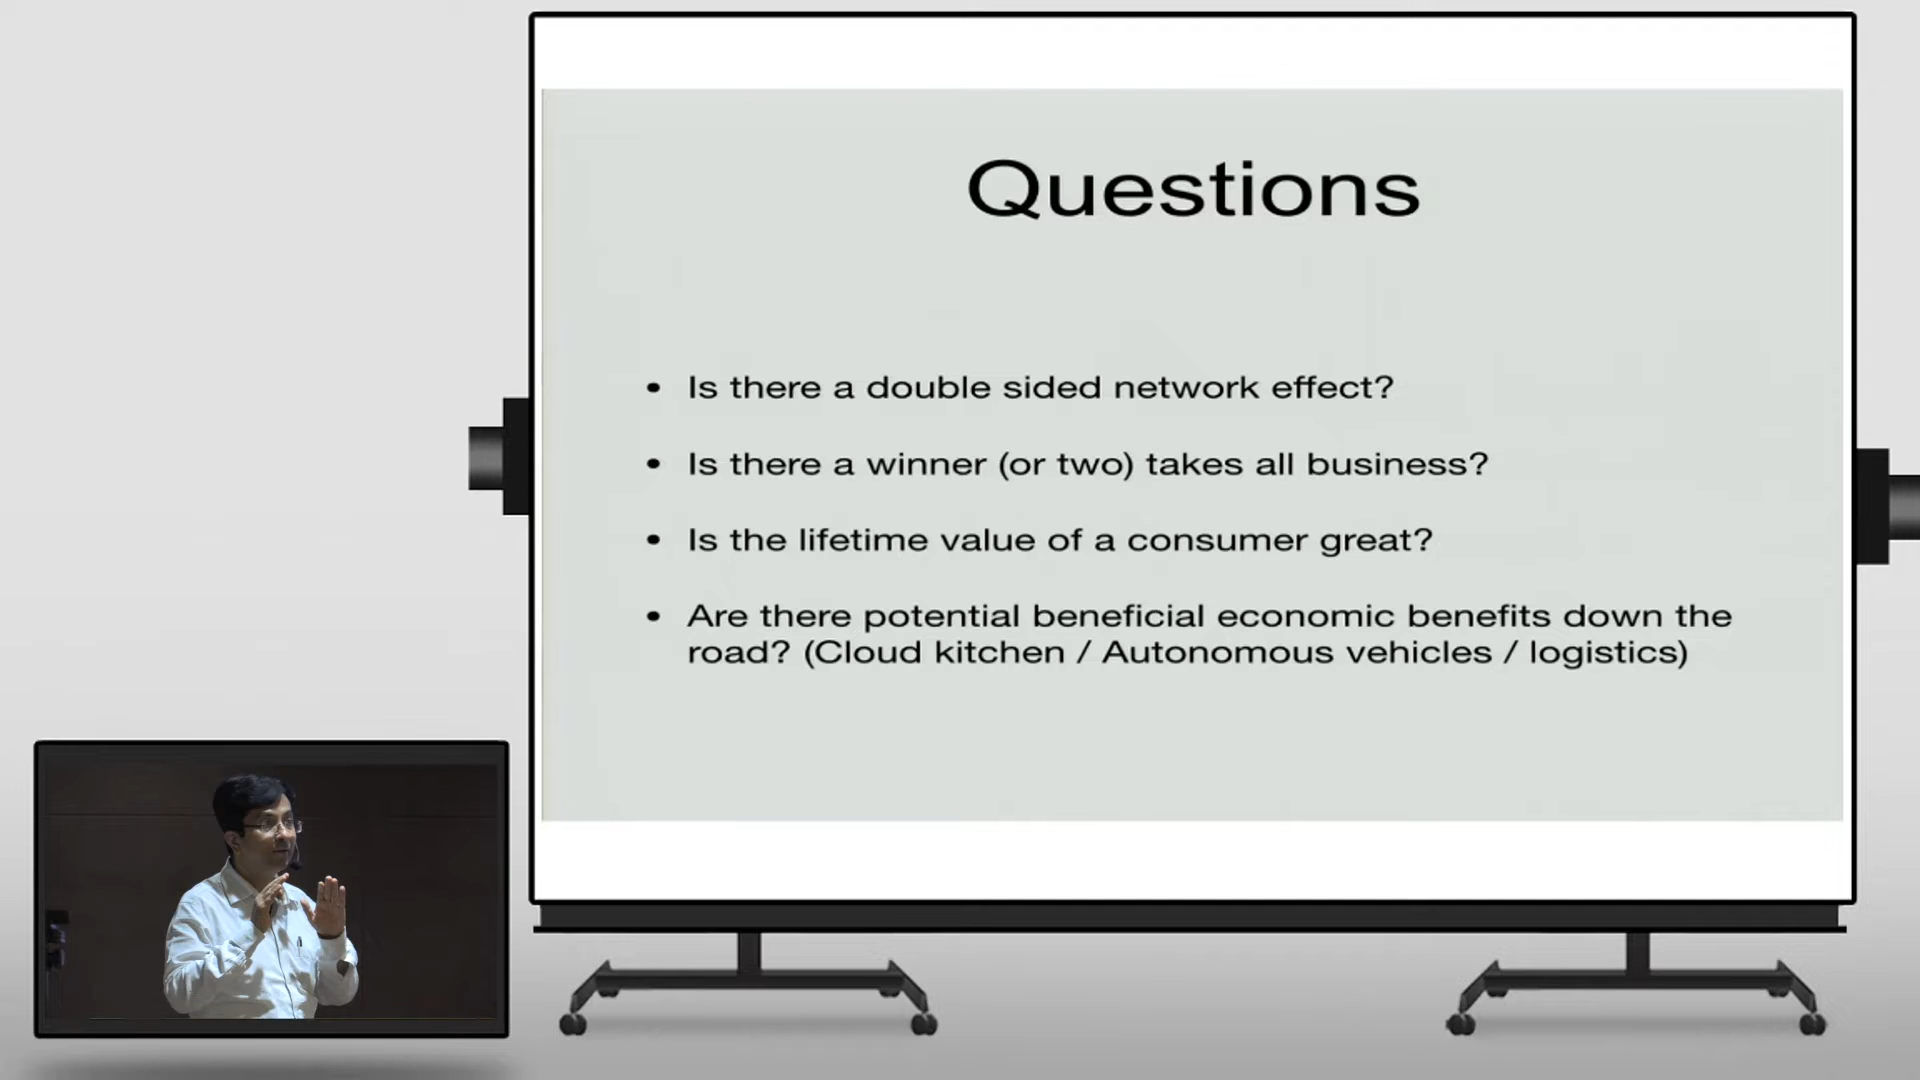 Questions
• Is there a double sided network effect?
• Is there a winner (or two) takes all business?
• Is the lifetime value of a consumer great?
• Are there potential beneficial economic benefits down the
road? (Cloud kitchen / Autonomous vehicles / logistics)